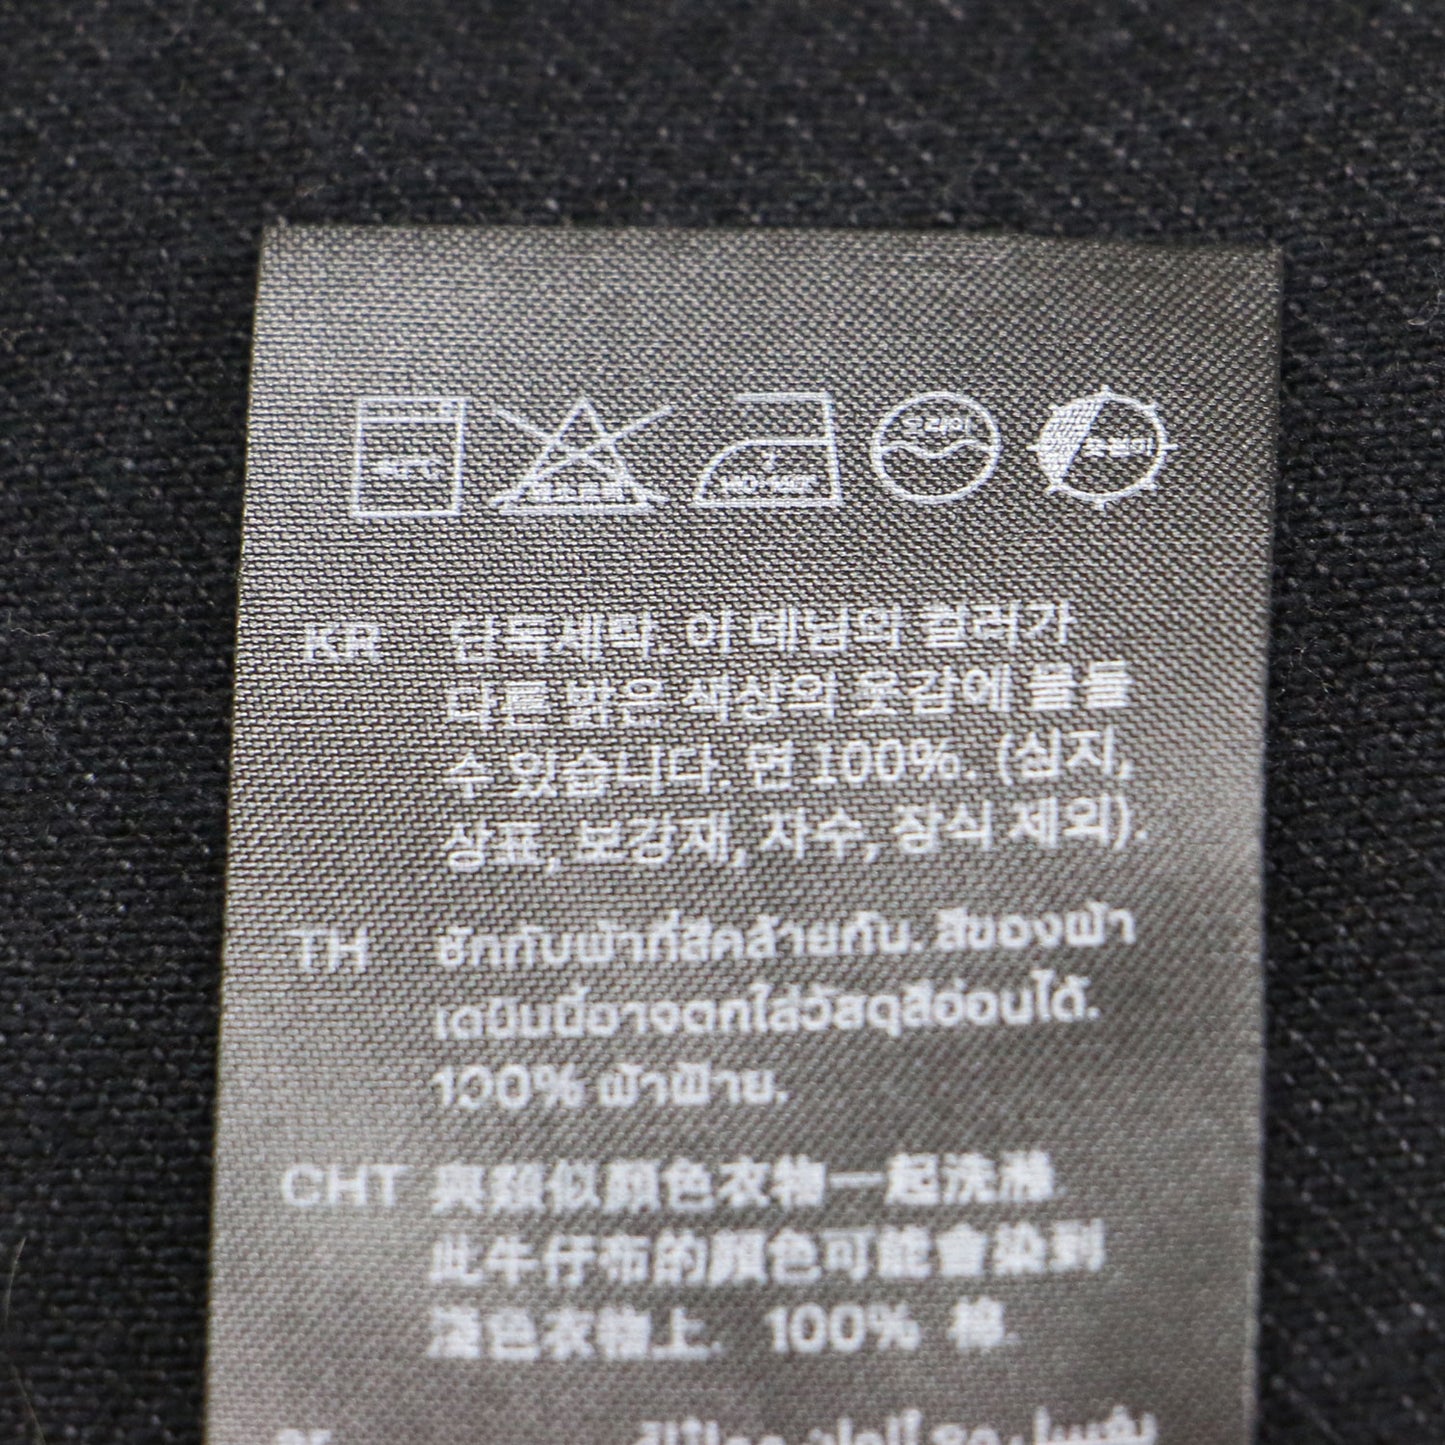 KR 단독세탁. 이 데님의 컬러가
다른 밝은 색상의 옷감에 물들
수 있습니다. 면 100%. (심지,
상표, 보강재, 자수, 장식 제외).
TH ซักกับผ้าที่สีคล้ายกัน. สีของผ้า
เดนิมนี้อาจตกใส่วัสดุสีอ่อนได้.
100% ผ้าฝ้าย.
CHT 與類似顏色衣物一起洗滌.
此牛仔布的顏色可能會染到
淺色衣物上. 100% 棉.